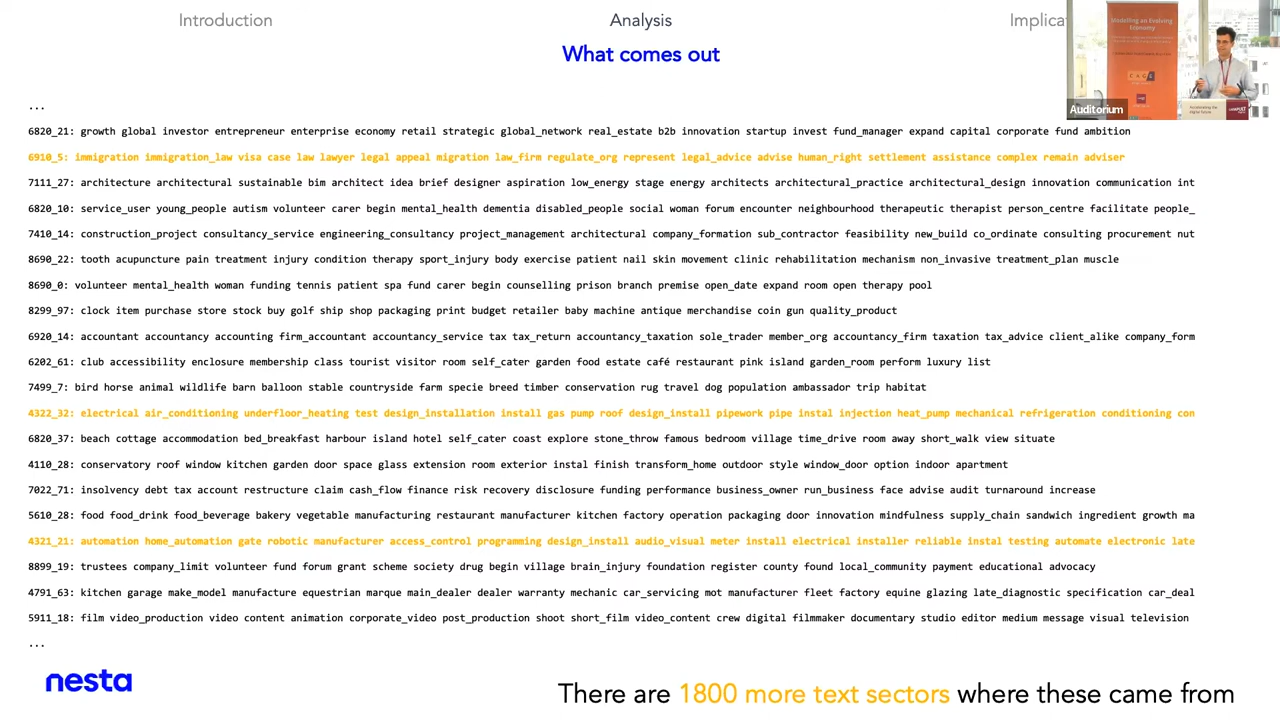 Introduction
Analysis
Implica
What comes out
Modelling an Evolving
Economy
CAGE
Auditorium
CATAPULT
...
6820_21: growth global investor entrepreneur enterprise economy retail strategic global_network real_estate b2b innovation startup invest fund_manager expand capital corporate fund ambition
6910_5: immigration immigration_law visa case law lawyer legal appeal migration law_firm regulate_org represent legal_advice advise human_right settlement assistance complex remain adviser
7111_27: architecture architectural sustainable bim architect idea brief designer aspiration low_energy stage energy architects architectural_practice architectural_design innovation communication int
6820_10: service_user young_people autism volunteer carer begin mental_health dementia disabled_people social woman forum encounter neighbourhood therapeutic therapist person_centre facilitate people_
7410_14: construction_project consultancy_service engineering_consultancy project_management architectural company_formation sub_contractor feasibility new_build co_ordinate consulting procurement nut
8690_22: tooth acupuncture pain treatment injury condition therapy sport_injury body exercise patient nail skin movement clinic rehabilitation mechanism non_invasive treatment_plan muscle
8690_0: volunteer mental_health woman funding tennis patient spa fund carer begin counselling prison branch premise open_date expand room open therapy pool
8299_97: clock item purchase store stock buy golf ship shop packaging print budget retailer baby machine antique merchandise coin gun quality_product
6920_14: accountant accountancy accounting firm_accountant accountancy_service tax tax_return accountancy_taxation sole_trader member_org accountancy_firm taxation tax_advice client_alike company_form
6202_61: club accessibility enclosure membership class tourist visitor room self_cater garden food estate café restaurant pink island garden_room perform luxury list
7499_7: bird horse animal wildlife barn balloon stable countryside farm specie breed timber conservation rug travel dog population ambassador trip habitat
4322_32: electrical air_conditioning underfloor_heating test design_installation install gas pump roof design_install pipework pipe instal injection heat_pump mechanical refrigeration conditioning con
6820_37: beach cottage accommodation bed_breakfast harbour island hotel self_cater coast explore stone_throw famous bedroom village time_drive room away short_walk view situate
4110_28: conservatory roof window kitchen garden door space glass extension room exterior instal finish transform_home outdoor style window_door option indoor apartment
7022_71: insolvency debt tax account restructure claim cash_flow finance risk recovery disclosure funding performance business_owner run_business face advise audit turnaround increase
5610_28: food food_drink food_beverage bakery vegetable manufacturing restaurant manufacturer kitchen factory operation packaging door innovation mindfulness supply_chain sandwich ingredient growth ma
4321_21: automation home_automation gate robotic manufacturer access_control programming design_install audio_visual meter install electrical installer reliable instal testing automate electronic late
8899_19: trustees company_limit volunteer fund forum grant scheme society drug begin village brain_injury foundation register county found local_community payment educational advocacy
4791_63: kitchen garage make_model manufacture equestrian marque main_dealer dealer warranty mechanic car_servicing mot manufacturer fleet factory equine glazing late_diagnostic specification car_deal
5911_18: film video_production video content animation corporate_video post_production shoot short_film video_content crew digital filmmaker documentary studio editor medium message visual television
...
nesta
There are 1800 more text sectors where these came from